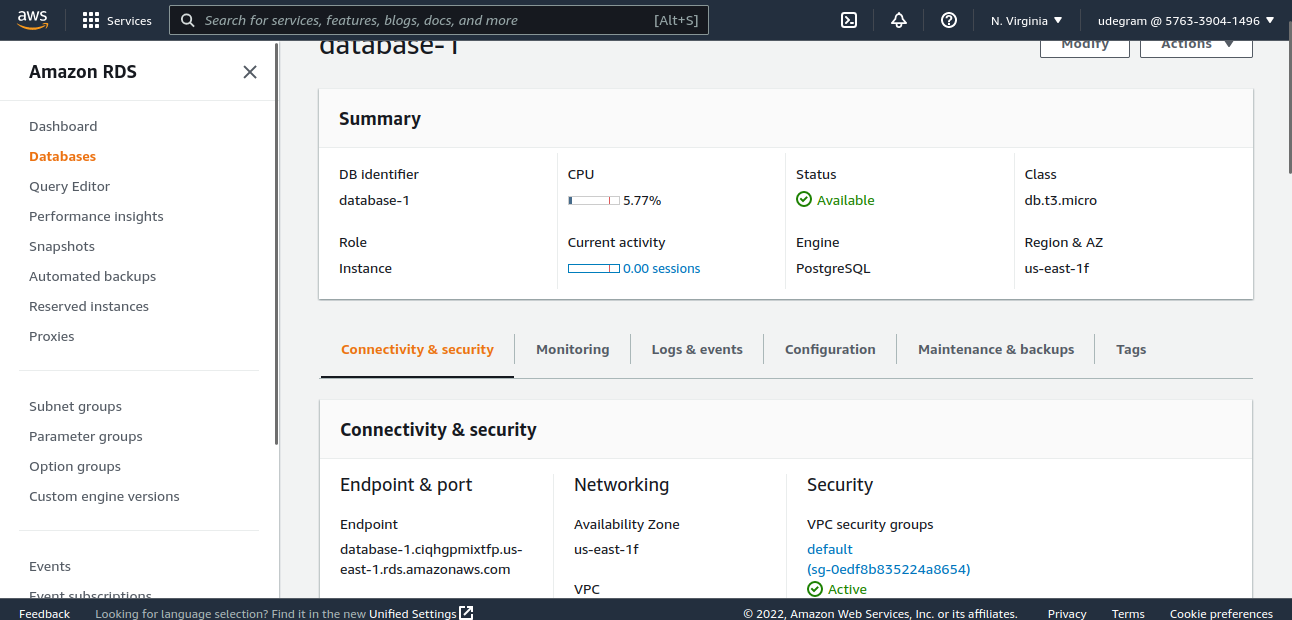 aws
Services
Search for services, features, blogs, docs, and more
[Alt+S]
N. Virginia ▼
udegram @ 5763-3904-1496 ▼
Amazon RDS
Dashboard
Databases
Query Editor
Performance insights
Snapshots
Automated backups
Reserved instances
Proxies
Subnet groups
Parameter groups
Option groups
Custom engine versions
Events
Event subscriptions
database-1
Modify
Actions ▼
Summary
DB identifier
database-1
CPU
5.77%
Status
Available
Class
db.t3.micro
Role
Instance
Current activity
0.00 sessions
Engine
PostgreSQL
Region & AZ
us-east-1f
Connectivity & security
Monitoring
Logs & events
Configuration
Maintenance & backups
Tags
Connectivity & security
Endpoint & port
Endpoint
database-1.ciqhgpmixtfp.us-
east-1.rds.amazonaws.com
Networking
Availability Zone
us-east-1f
VPC
Security
VPC security groups
default
(sg-0edf8b835224a8654)
Active
Feedback
Looking for language selection? Find it in the new Unified Settings
© 2022, Amazon Web Services, Inc. or its affiliates.
Privacy
Terms
Cookie preferences